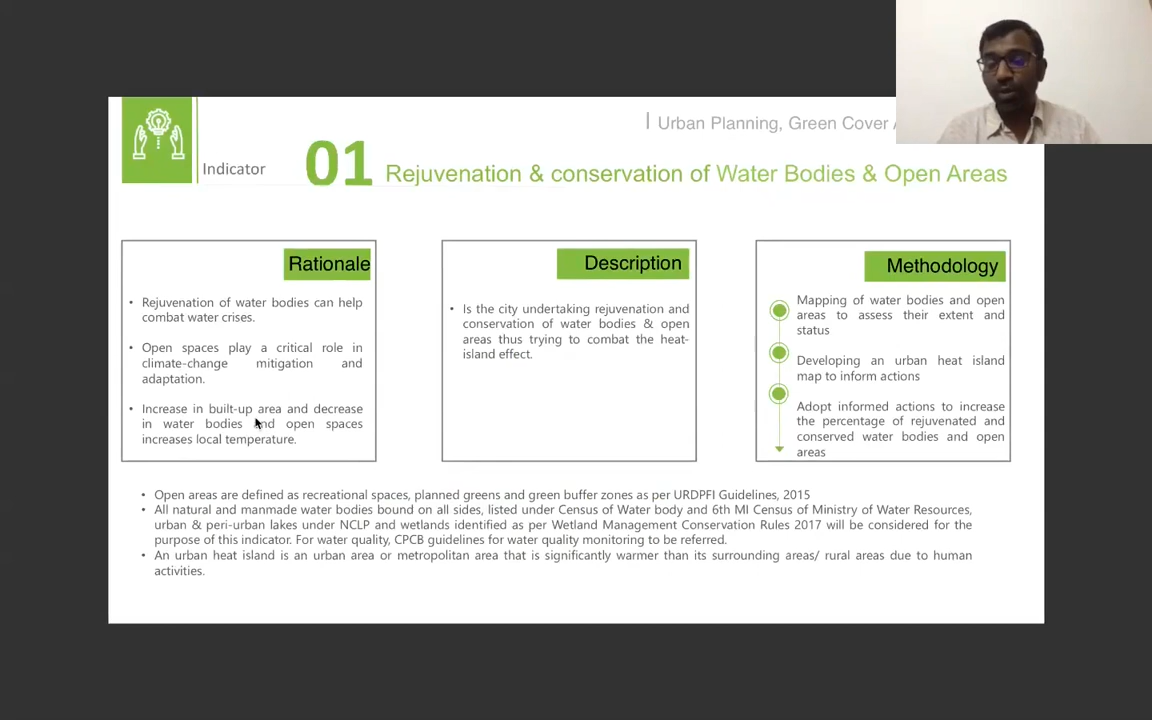 Urban Planning, Green Cover
Indicator
01
Rejuvenation & conservation of Water Bodies & Open Areas
Rationale
• Rejuvenation of water bodies can help
combat water crises.
• Open spaces play a critical role in
climate-change mitigation and
adaptation.
• Increase in built-up area and decrease
in water bodies and open spaces
increases local temperature.
Description
• Is the city undertaking rejuvenation and
conservation of water bodies & open
areas thus trying to combat the heat-
island effect.
Methodology
Mapping of water bodies and open
areas to assess their extent and
status
Developing an urban heat island
map to inform actions
Adopt informed actions to increase
the percentage of rejuvenated and
conserved water bodies and open
areas
• Open areas are defined as recreational spaces, planned greens and green buffer zones as per URDPFI Guidelines, 2015
• All natural and manmade water bodies bound on all sides, listed under Census of Water body and 6th MI Census of Ministry of Water Resources,
urban & peri-urban lakes under NCLP and wetlands identified as per Wetland Management Conservation Rules 2017 will be considered for the
purpose of this indicator. For water quality, CPCB guidelines for water quality monitoring to be referred.
• An urban heat island is an urban area or metropolitan area that is significantly warmer than its surrounding areas/ rural areas due to human
activities.